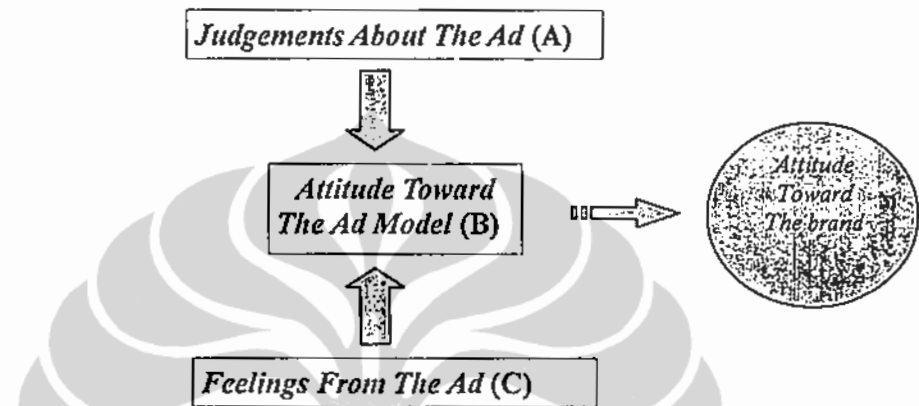 Judgements About The Ad (A)
Attitude Toward
The Ad Model (B)
Attitude
Toward
The brand
Feelings From The Ad (C)